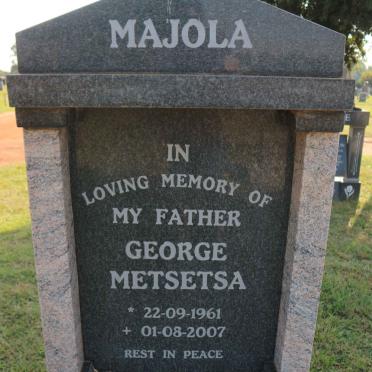 MAJOLA
IN
LOVING MEMORY OF
MY FATHER
GEORGE
METSETSA
* 22-09-1961
+ 01-08-2007
REST IN PEACE